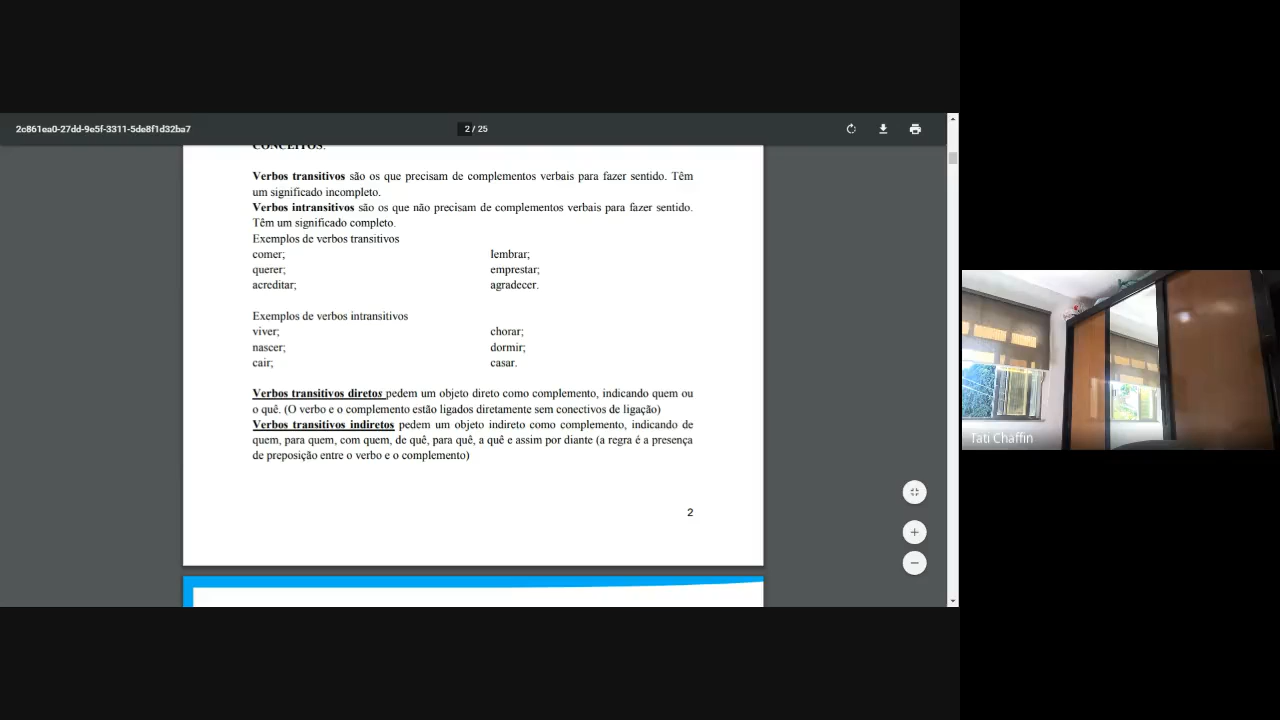 2c861ea0-27dd-9e5f-3311-5de8f1d32ba7
2 / 25
CONCEITOS:
Verbos transitivos são os que precisam de complementos verbais para fazer sentido. Têm
um significado incompleto.
Verbos intransitivos são os que não precisam de complementos verbais para fazer sentido.
Têm um significado completo.
Exemplos de verbos transitivos
comer; lembrar;
querer; emprestar;
acreditar; agradecer.
Exemplos de verbos intransitivos
viver; chorar;
nascer; dormir;
cair; casar.
Verbos transitivos diretos pedem um objeto direto como complemento, indicando quem ou
o quê. (O verbo e o complemento estão ligados diretamente sem conectivos de ligação)
Verbos transitivos indiretos pedem um objeto indireto como complemento, indicando de
quem, para quem, com quem, de quê, para quê, a quê e assim por diante (a regra é a presença
de preposição entre o verbo e o complemento)
2
Tati Chaffin